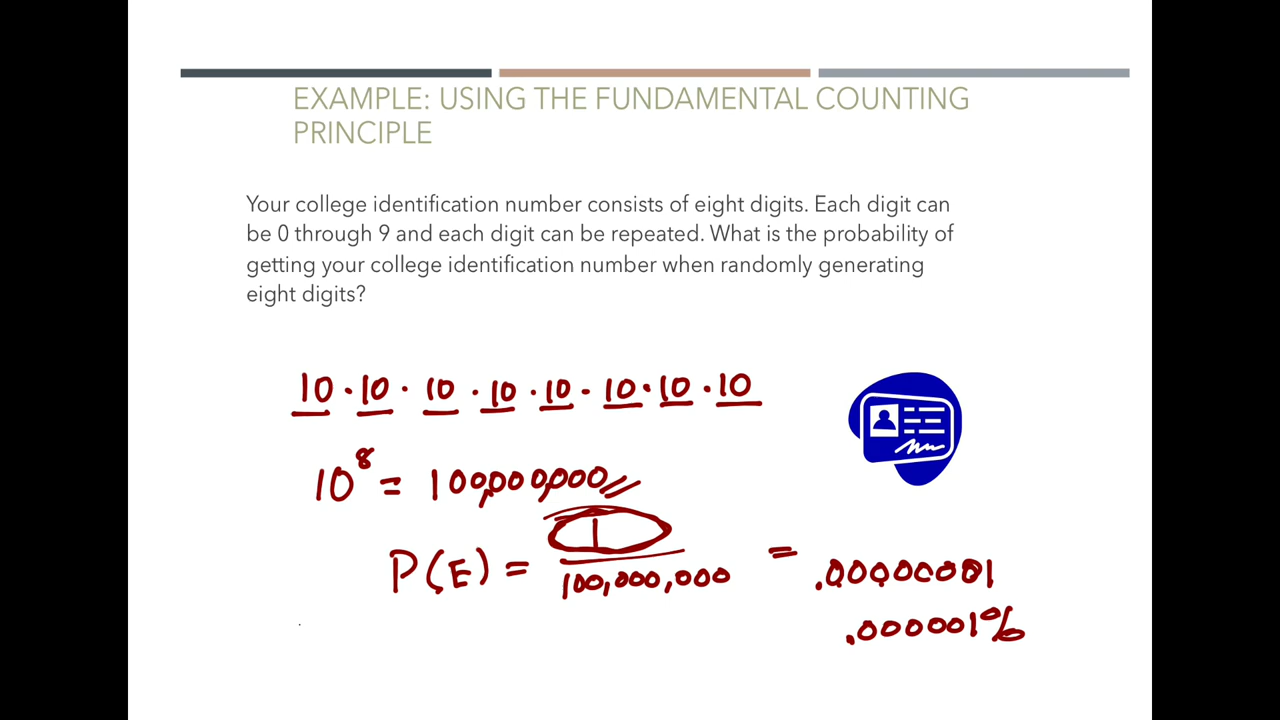 EXAMPLE: USING THE FUNDAMENTAL COUNTING
PRINCIPLE
Your college identification number consists of eight digits. Each digit can
be 0 through 9 and each digit can be repeated. What is the probability of
getting your college identification number when randomly generating
eight digits?
10 · 10 · 10 · 10 · 10 · 10 · 10 · 10
10⁸ = 100,000,000
P(E) = 1/100,000,000 = .00000001
.000001%